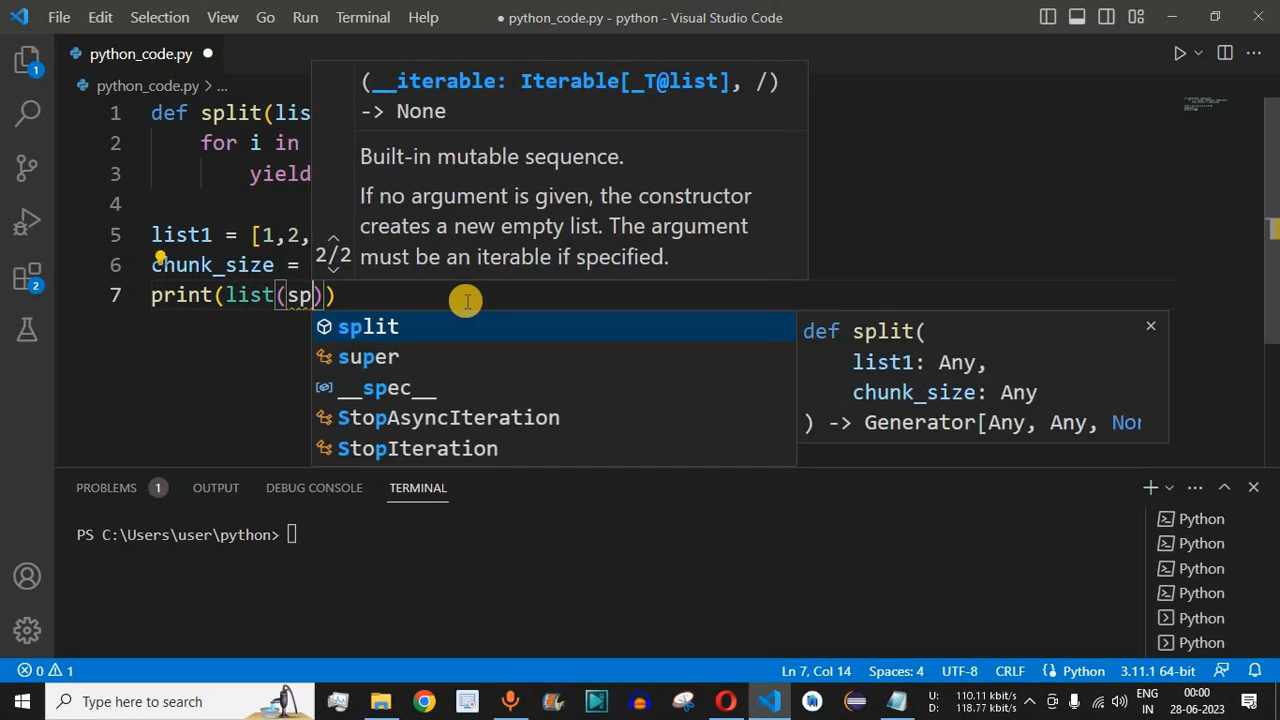 File Edit Selection View Go Run Terminal Help
● python_code.py - python - Visual Studio Code
python_code.py ●
python_code.py > ...
1 def split(lis
2 for i in
3 yield
4
5 list1 = [1,2,
6 chunk_size =
7 print(list(sp))
(__iterable: Iterable[_T@list], /)
-> None
Built-in mutable sequence.
If no argument is given, the constructor
creates a new empty list. The argument
must be an iterable if specified.
2/2
split
super
__spec__
StopAsyncIteration
StopIteration
def split(
list1: Any,
chunk_size: Any
) -> Generator[Any, Any, Non
1
2
PROBLEMS 1 OUTPUT DEBUG CONSOLE TERMINAL
PS C:\Users\user\python>
Python
Python
Python
Python
Python
Python
0 1
Ln 7, Col 14 Spaces: 4 UTF-8 CRLF Python 3.11.1 64-bit
Type here to search
U: 110.11 kbit/s
D: 118.77 kbit/s
ENG
IN
00:00
28-06-2023
3